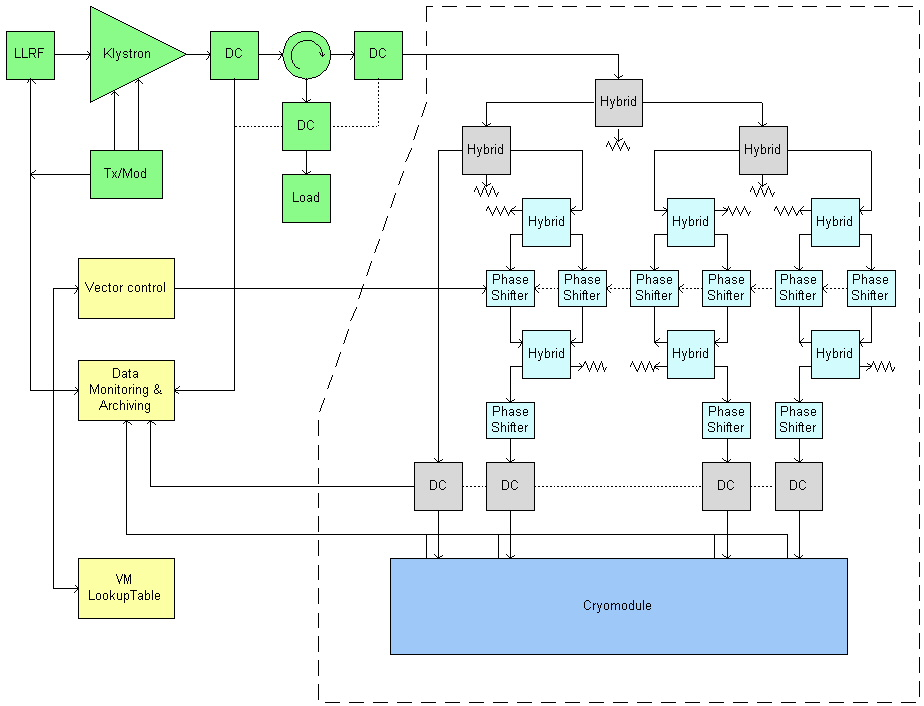 LLRF
Klystron
DC
DC
Hybrid
DC
Hybrid
Hybrid
Tx/Mod
Load
Hybrid
Hybrid
Hybrid
Vector control
Phase
Shifter
Phase
Shifter
Phase
Shifter
Phase
Shifter
Phase
Shifter
Phase
Shifter
Hybrid
Hybrid
Hybrid
Data
Monitoring &
Archiving
Phase
Shifter
Phase
Shifter
Phase
Shifter
DC
DC
DC
DC
VM
LookupTable
Cryomodule